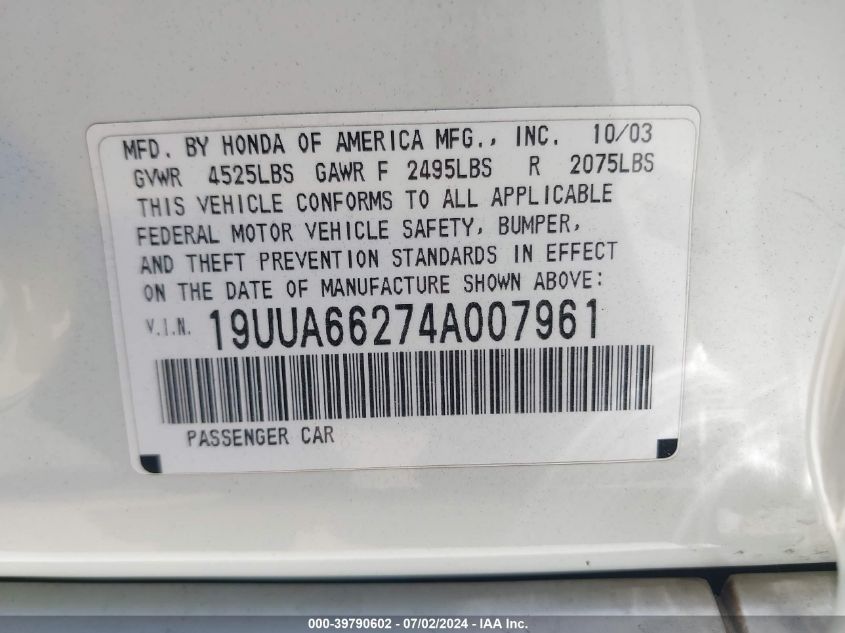 MFD. BY HONDA OF AMERICA MFG., INC. 10/03
GVWR 4525LBS GAWR F 2495LBS R 2075LBS
THIS VEHICLE CONFORMS TO ALL APPLICABLE
FEDERAL MOTOR VEHICLE SAFETY, BUMPER,
AND THEFT PREVENTION STANDARDS IN EFFECT
ON THE DATE OF MANUFACTURE SHOWN ABOVE:
V.I.N. 19UUA66274A007961
PASSENGER CAR
000-39790602 - 07/02/2024 - IAA Inc.